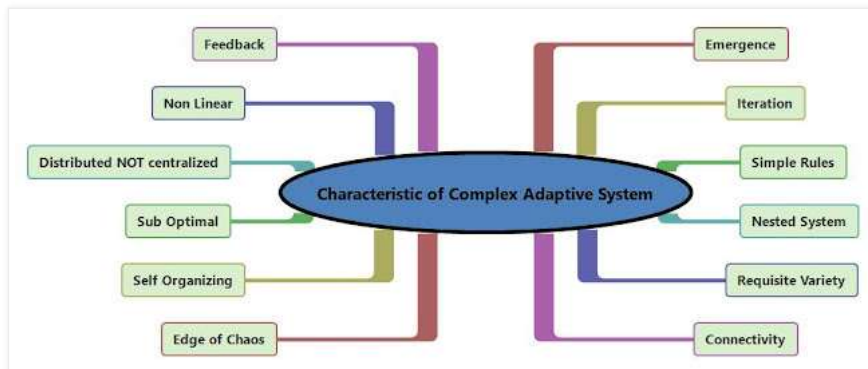 Feedback
Emergence
Non Linear
Iteration
Distributed NOT centralized
Simple Rules
Characteristic of Complex Adaptive System
Sub Optimal
Nested System
Self Organizing
Requisite Variety
Edge of Chaos
Connectivity